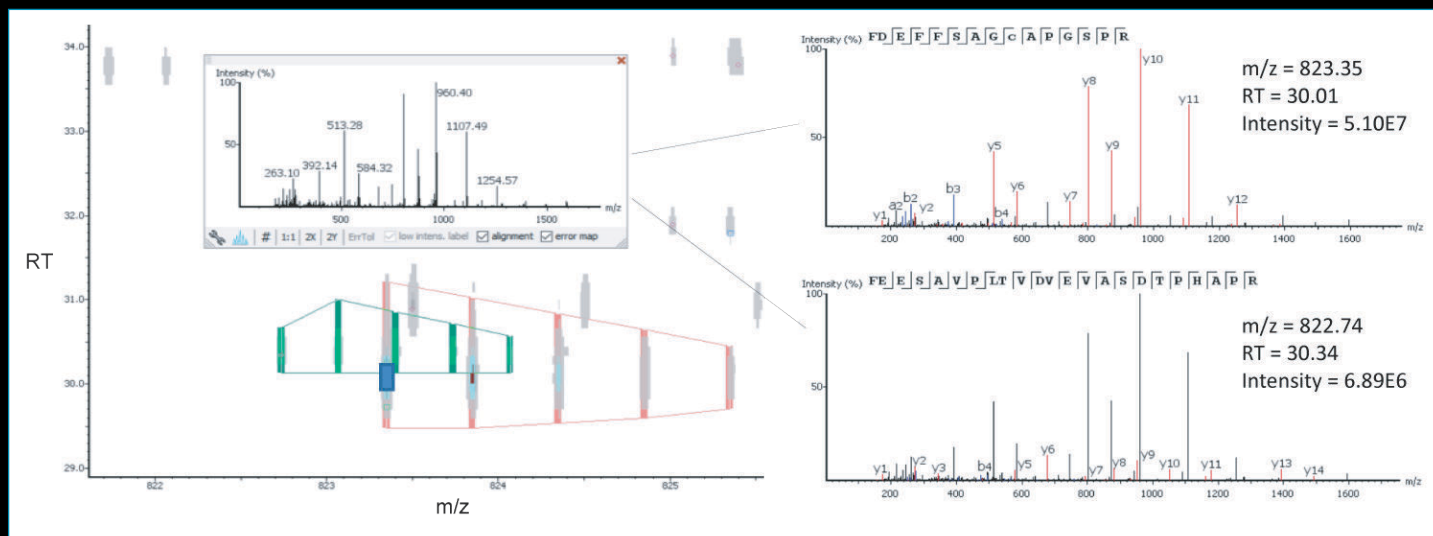 34.0
33.0
32.0
31.0
30.0
29.0
RT
822
823
824
825
m/z
Intensity (%)
100
50
263.10
392.14
513.28
584.32
960.40
1107.49
1254.57
500
1000
1500
m/z
# 1:1 2X 2Y ErrTol low intens. label alignment error map
FDEFFSAGcAPGSPR
Intensity (%)
100
50
y1 a2 b2 y2 b3 b4 y5 y6 y7 y8 y9 y10 y11 y12
200 400 600 800 1000 1200 1400 1600 m/z
m/z = 823.35
RT = 30.01
Intensity = 5.10E7
FEESAVPLTVDVEVASDTPHAPR
Intensity (%)
100
50
y1 y2 y3 b4 y5 y6 y7 y8 y9 y10 y11 y13 y14
200 400 600 800 1000 1200 1400 1600 m/z
m/z = 822.74
RT = 30.34
Intensity = 6.89E6